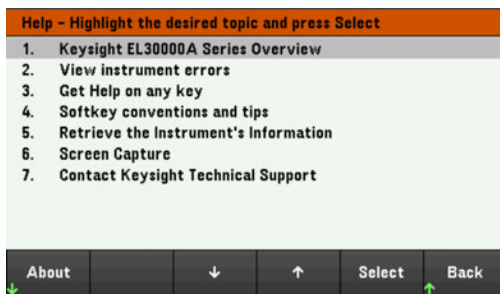 Help - Highlight the desired topic and press Select
1. Keysight EL30000A Series Overview
2. View instrument errors
3. Get Help on any key
4. Softkey conventions and tips
5. Retrieve the Instrument's Information
6. Screen Capture
7. Contact Keysight Technical Support
About ↓ ↑ Select Back